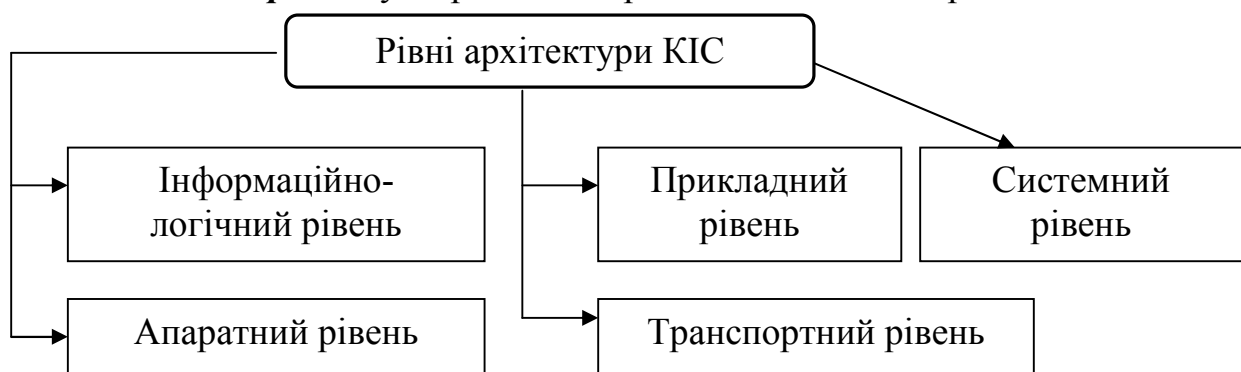 Рівні архітектури КІС
Інформаційно-
логічний рівень
Прикладний
рівень
Системний
рівень
Апаратний рівень
Транспортний рівень